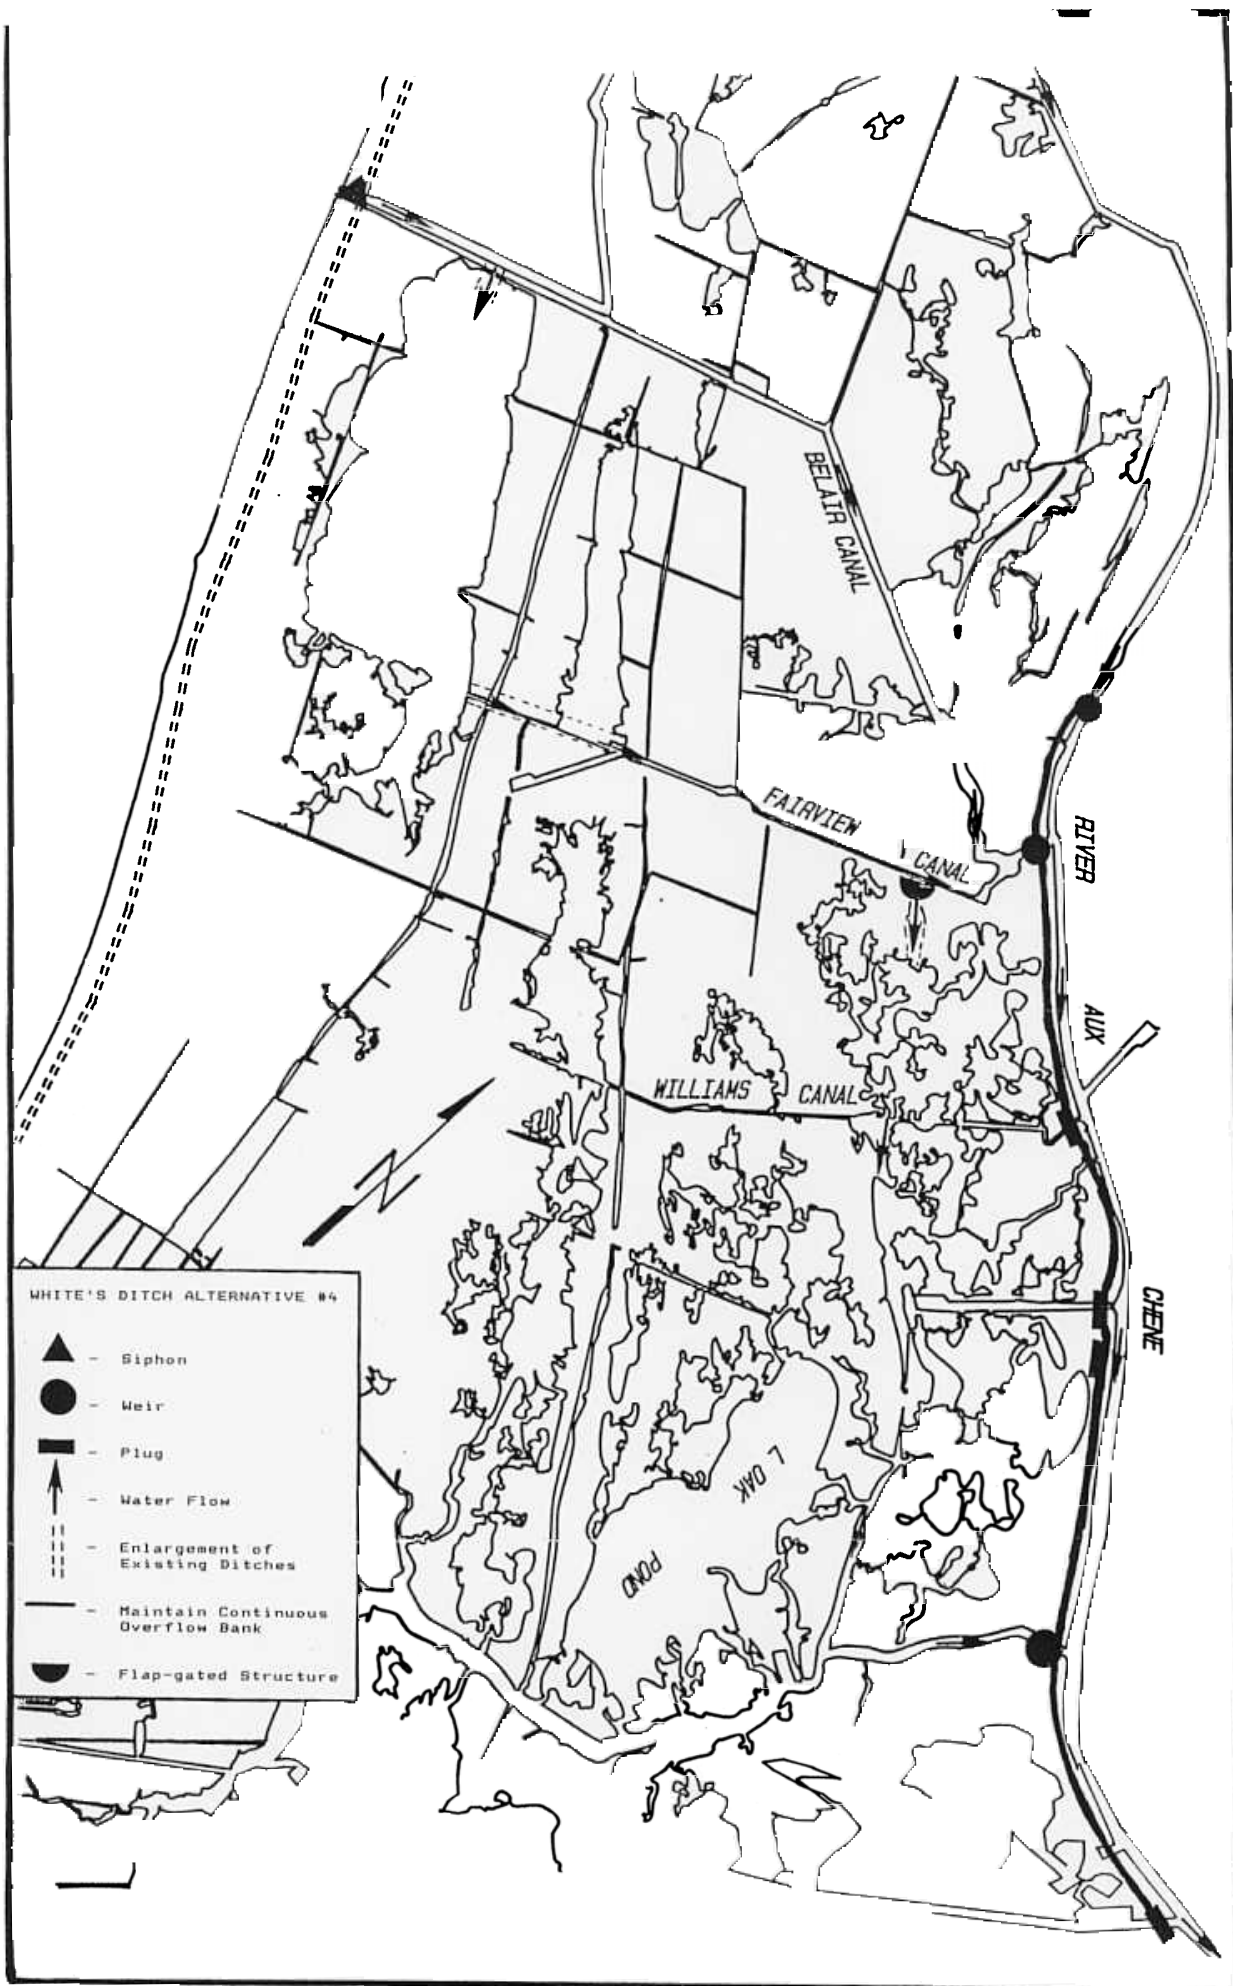 BELAIR CANAL
FAIRVIEW
CANAL
RIVER
AUX
CHENE
WILLIAMS CANAL
L OAK
POND
WHITE'S DITCH ALTERNATIVE #4
- Siphon
- Weir
- Plug
- Water Flow
- Enlargement of
Existing Ditches
- Maintain Continuous
Overflow Bank
- Flap-gated Structure